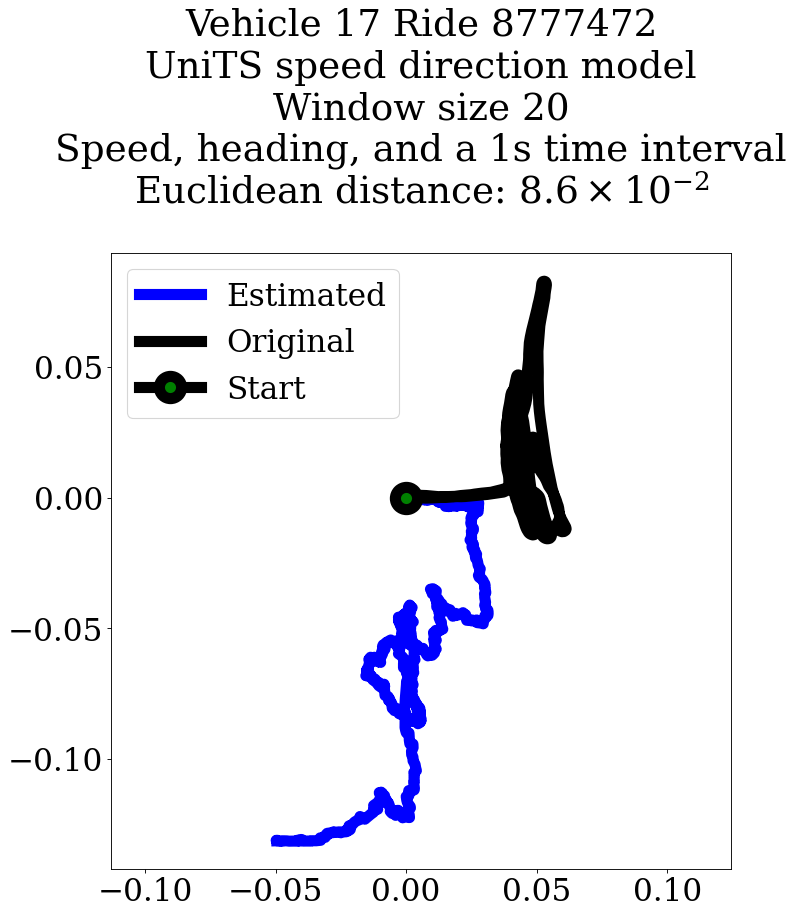 Vehicle 17 Ride 8777472
UniTS speed direction model
Window size 20
Speed, heading, and a 1s time interval
Euclidean distance: 8.6 × 10⁻²
Estimated
Original
Start
0.05
0.00
−0.05
−0.10
−0.10 −0.05 0.00 0.05 0.10